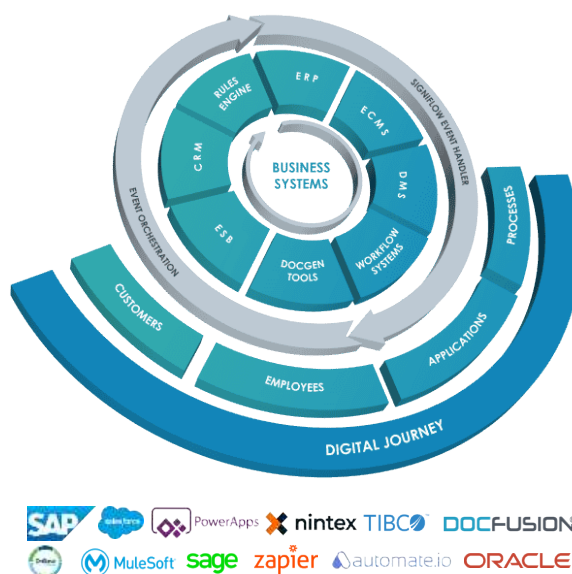 SIGNIFLOW EVENT HANDLER
EVENT ORCHESTRATION
RULES
ENGINE
ERP
ECMS
DMS
WORKFLOW
SYSTEMS
DOCGEN
TOOLS
ESB
CRM
BUSINESS
SYSTEMS
PROCESSES
APPLICATIONS
EMPLOYEES
CUSTOMERS
DIGITAL JOURNEY
SAP salesforce PowerApps nintex TIBCO DOCFUSION
MuleSoft sage zapier automate.io ORACLE